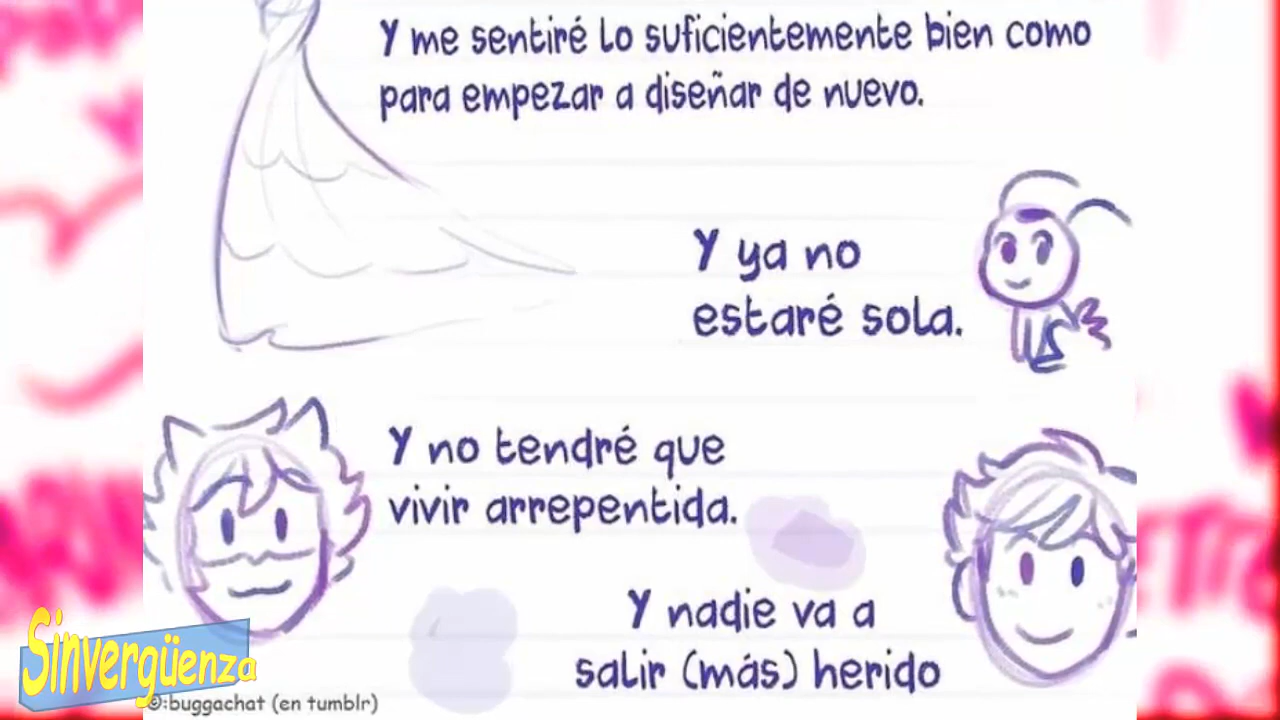 Y me sentiré lo suficientemente bien como
para empezar a diseñar de nuevo.
Y ya no
estaré sola.
Y no tendré que
vivir arrepentida.
Y nadie va a
salir (más) herido
Sinvergüenza
©:buggachat (en tumblr)